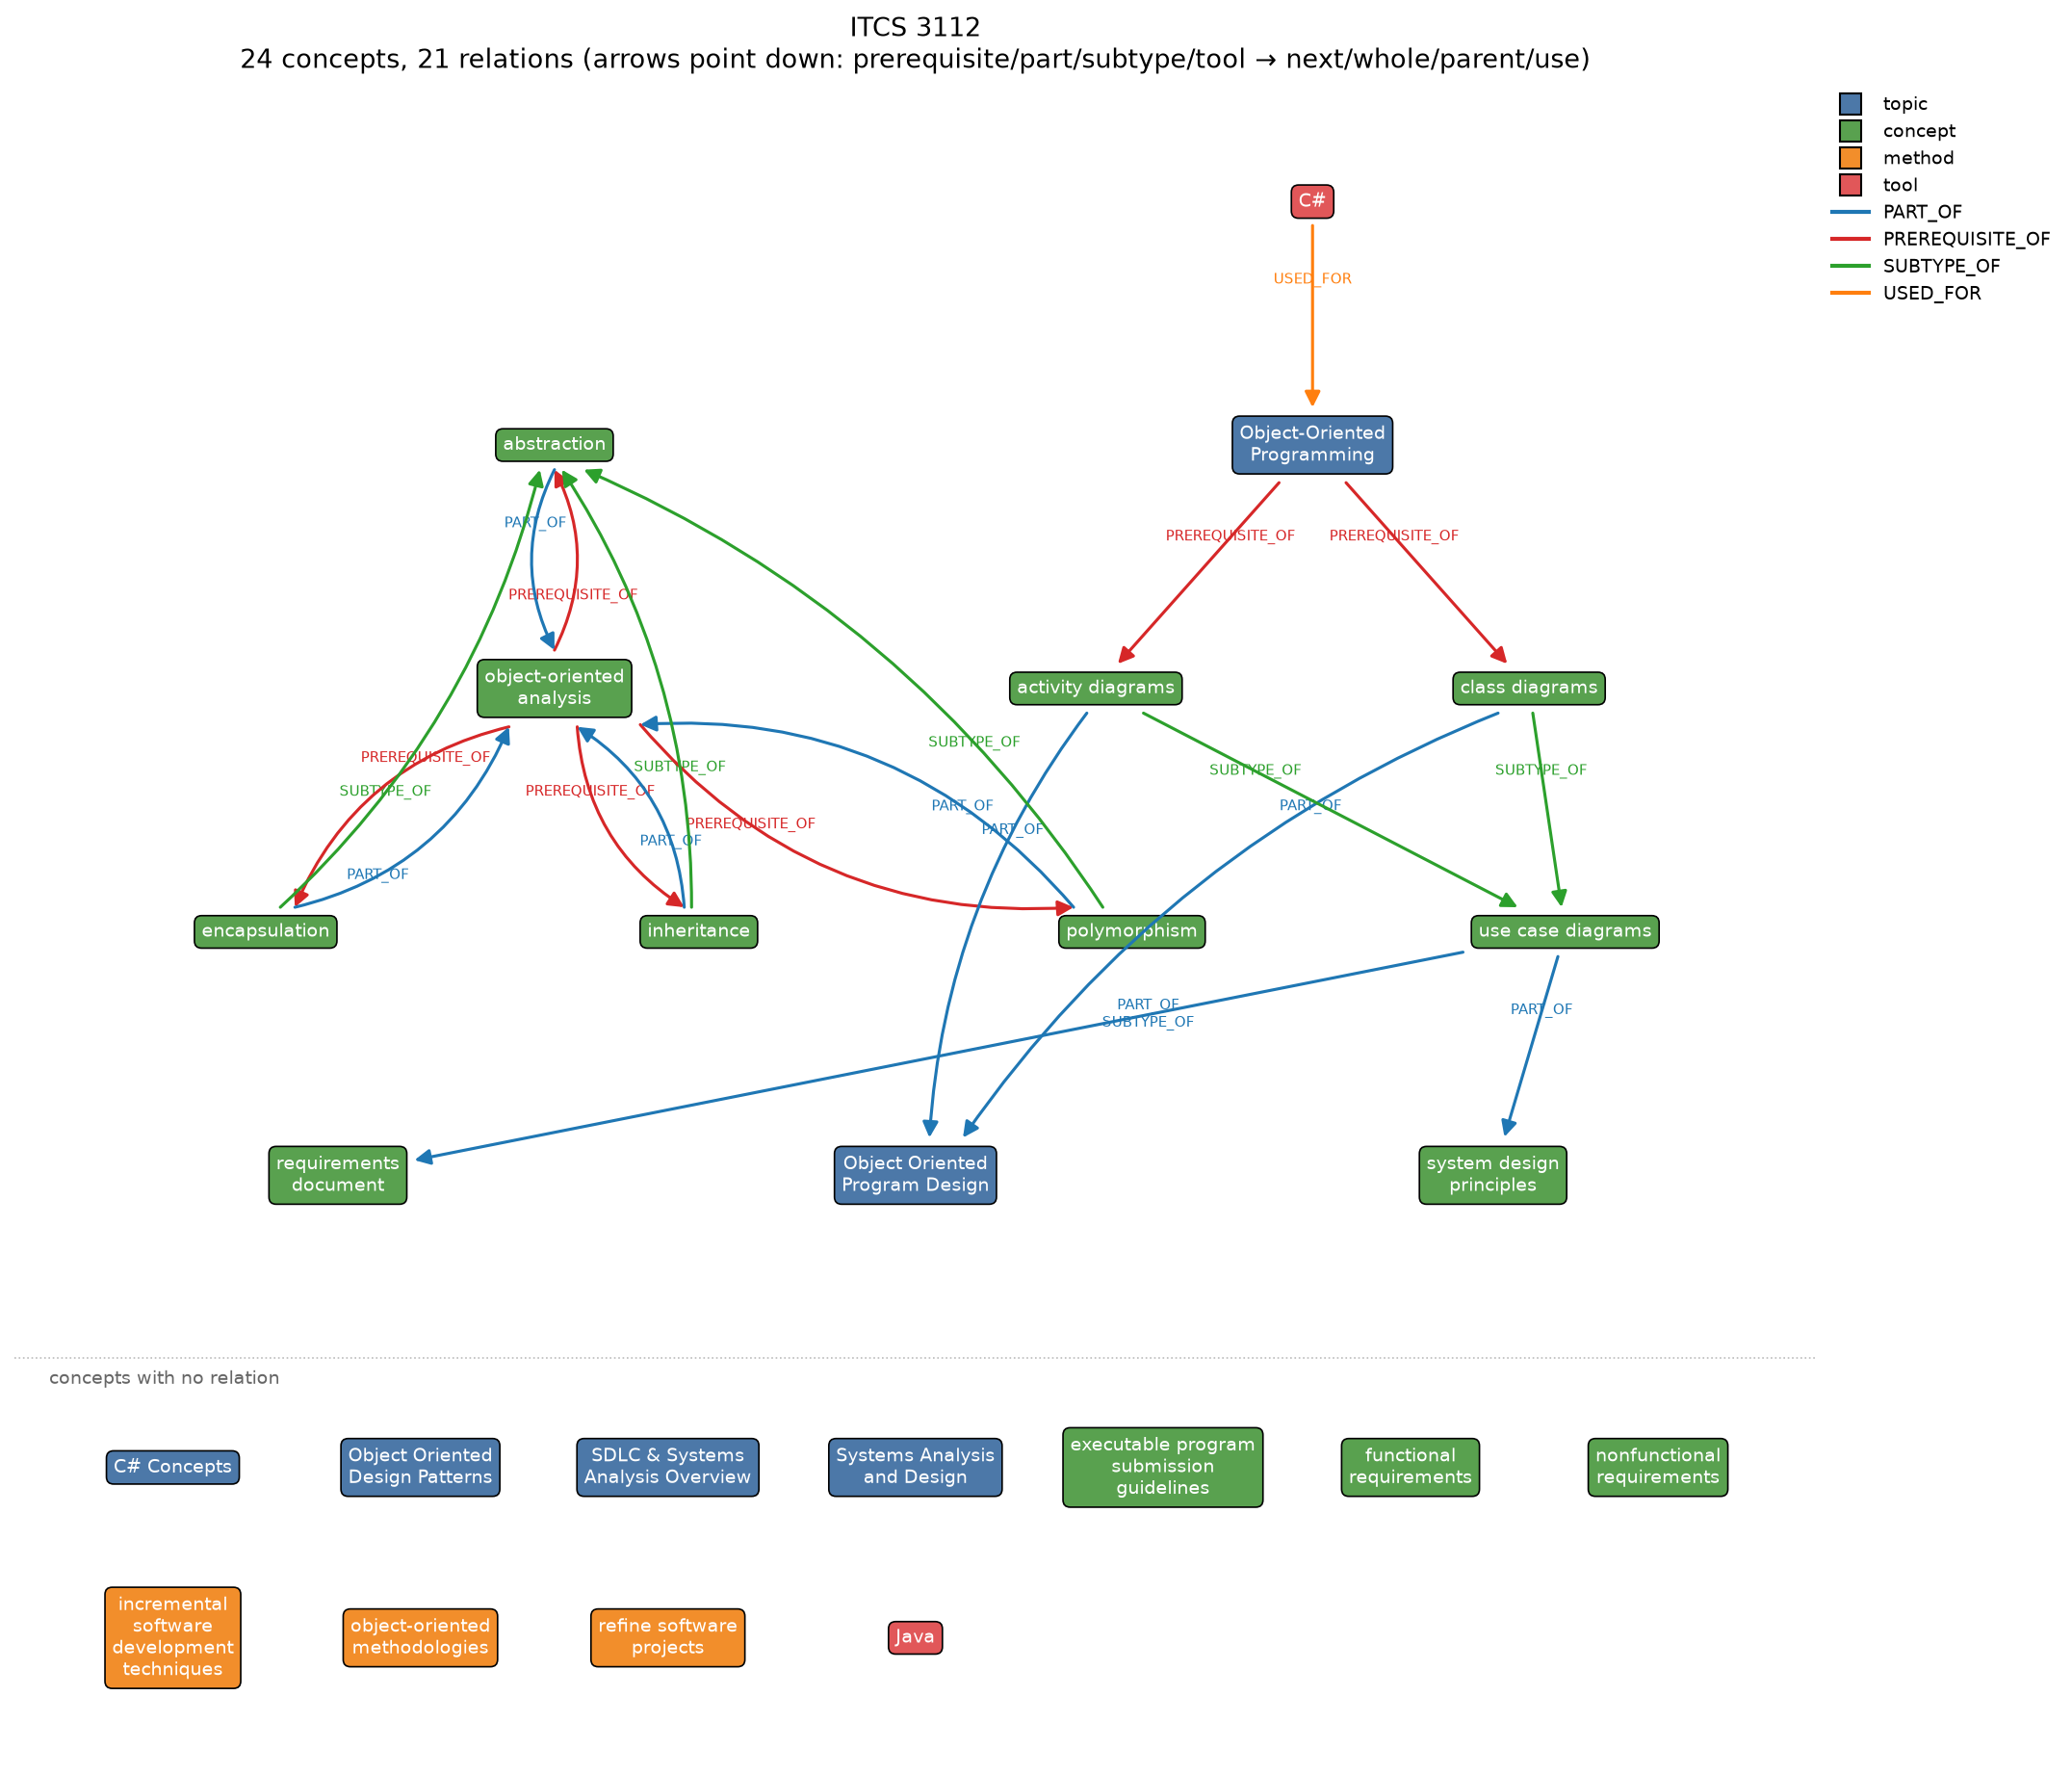 ITCS 3112
24 concepts, 21 relations (arrows point down: prerequisite/part/subtype/tool → next/whole/parent/use)
topic
concept
method
tool
PART_OF
PREREQUISITE_OF
SUBTYPE_OF
USED_FOR
C#
USED_FOR
abstraction
Object-Oriented
Programming
PART_OF
PREREQUISITE_OF
PREREQUISITE_OF
PREREQUISITE_OF
object-oriented
analysis
activity diagrams
class diagrams
PREREQUISITE_OF
SUBTYPE_OF
SUBTYPE_OF
SUBTYPE_OF
SUBTYPE_OF
SUBTYPE_OF
PREREQUISITE_OF
PART_OF
PART_OF
PREREQUISITE_OF
PART_OF
PART_OF
PART_OF
encapsulation
inheritance
polymorphism
use case diagrams
PART_OF
SUBTYPE_OF
PART_OF
requirements
document
Object Oriented
Program Design
system design
principles
concepts with no relation
C# Concepts
Object Oriented
Design Patterns
SDLC & Systems
Analysis Overview
Systems Analysis
and Design
executable program
submission
guidelines
functional
requirements
nonfunctional
requirements
incremental
software
development
techniques
object-oriented
methodologies
refine software
projects
Java